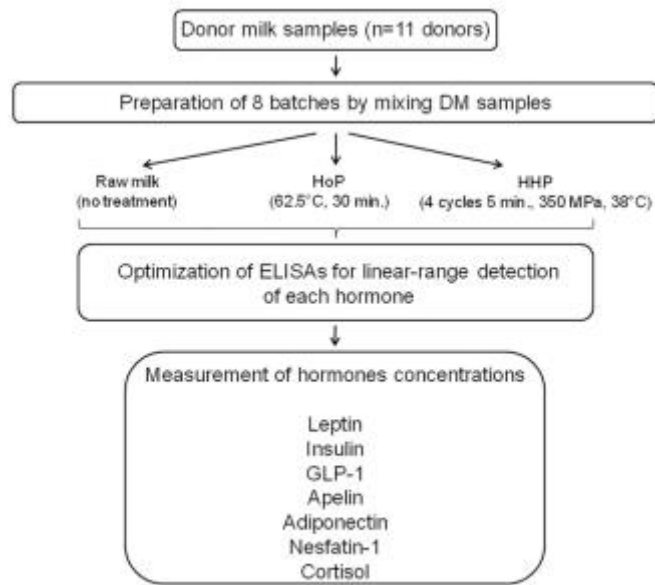 Donor milk samples (n=11 donors)
Preparation of 8 batches by mixing DM samples
Raw milk
(no treatment)
HoP
(62.5°C, 30 min.)
HHP
(4 cycles 5 min., 350 MPa, 38°C)
Optimization of ELISAs for linear-range detection
of each hormone
Measurement of hormones concentrations
Leptin
Insulin
GLP-1
Apelin
Adiponectin
Nesfatin-1
Cortisol